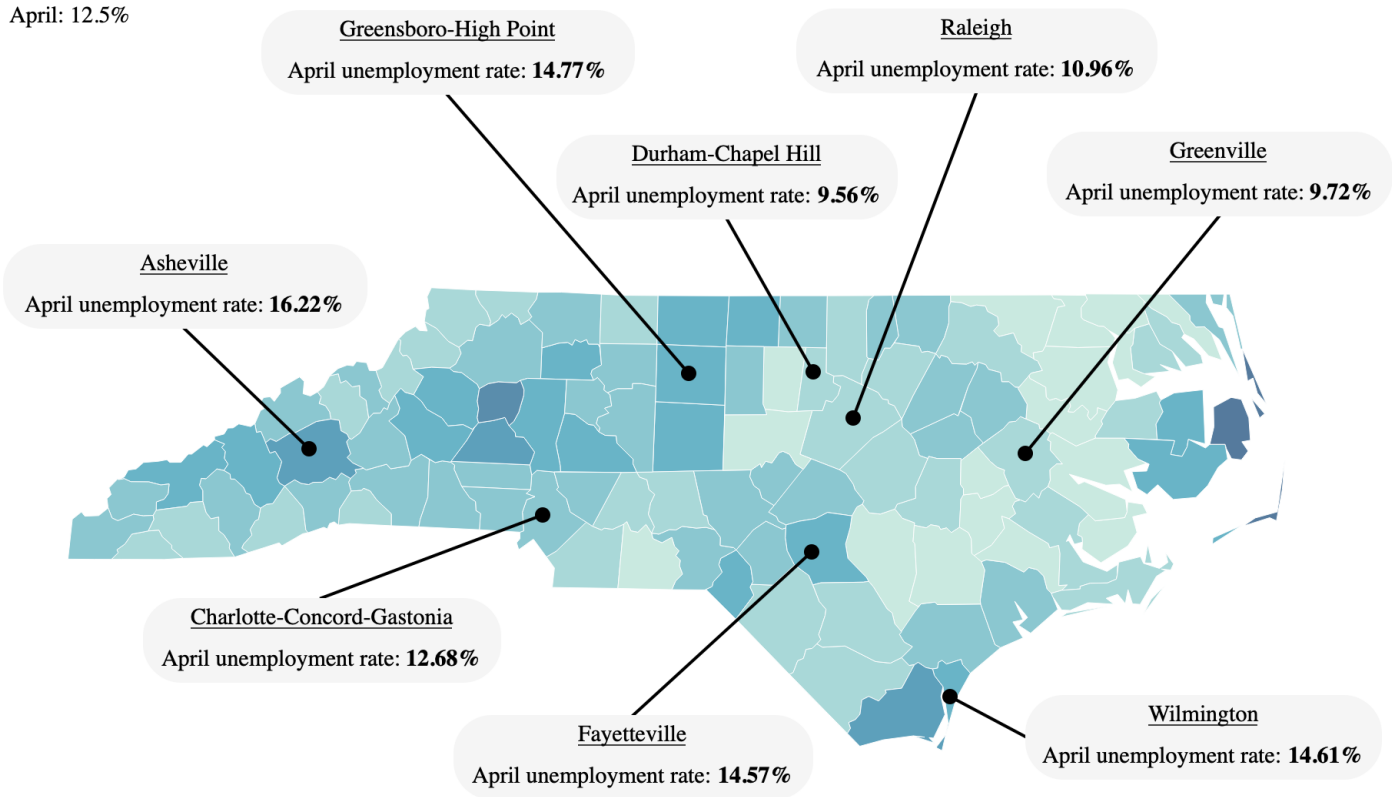 April: 12.5%
Greensboro-High Point
April unemployment rate: 14.77%
Raleigh
April unemployment rate: 10.96%
Durham-Chapel Hill
April unemployment rate: 9.56%
Greenville
April unemployment rate: 9.72%
Asheville
April unemployment rate: 16.22%
Charlotte-Concord-Gastonia
April unemployment rate: 12.68%
Fayetteville
April unemployment rate: 14.57%
Wilmington
April unemployment rate: 14.61%